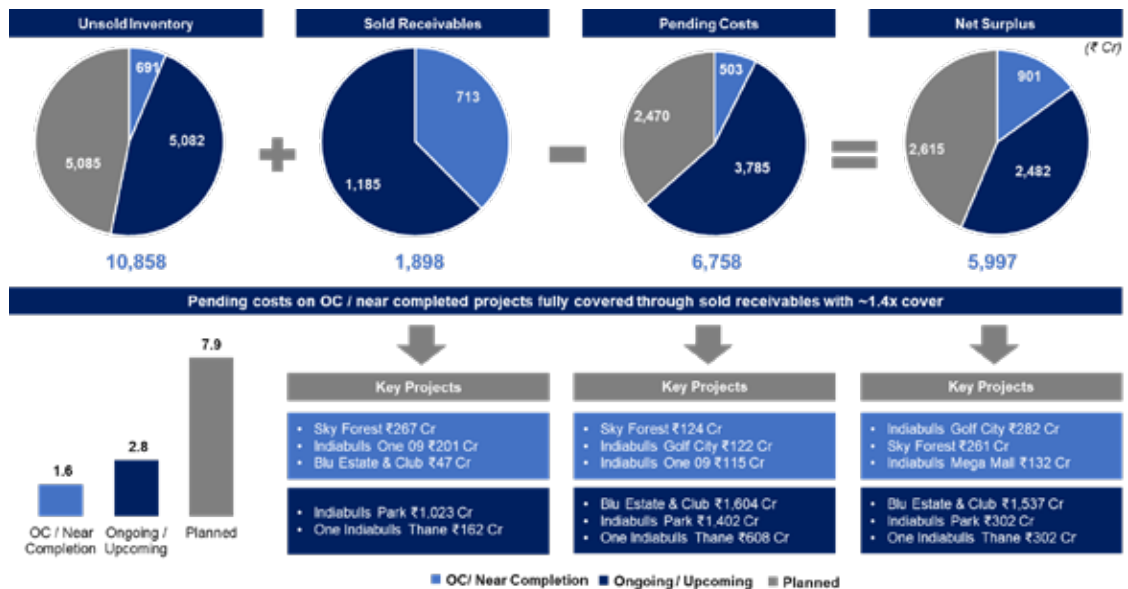 Unsold Inventory
Sold Receivables
Pending Costs
Net Surplus
(₹ Cr)
691
5,082
5,085
10,858
713
1,185
1,898
503
3,785
2,470
6,758
901
2,482
2,615
5,997
Pending costs on OC / near completed projects fully covered through sold receivables with ~1.4x cover
1.6
2.8
7.9
OC / Near
Completion
Ongoing /
Upcoming
Planned
Key Projects
• Sky Forest ₹267 Cr
• Indiabulls One 09 ₹201 Cr
• Blu Estate & Club ₹47 Cr
• Indiabulls Park ₹1,023 Cr
• One Indiabulls Thane ₹162 Cr
Key Projects
• Sky Forest ₹124 Cr
• Indiabulls Golf City ₹122 Cr
• Indiabulls One 09 ₹115 Cr
• Blu Estate & Club ₹1,604 Cr
• Indiabulls Park ₹1,402 Cr
• One Indiabulls Thane ₹608 Cr
Key Projects
• Indiabulls Golf City ₹282 Cr
• Sky Forest ₹261 Cr
• Indiabulls Mega Mall ₹132 Cr
• Blu Estate & Club ₹1,537 Cr
• Indiabulls Park ₹302 Cr
• One Indiabulls Thane ₹302 Cr
OC/ Near Completion
Ongoing / Upcoming
Planned